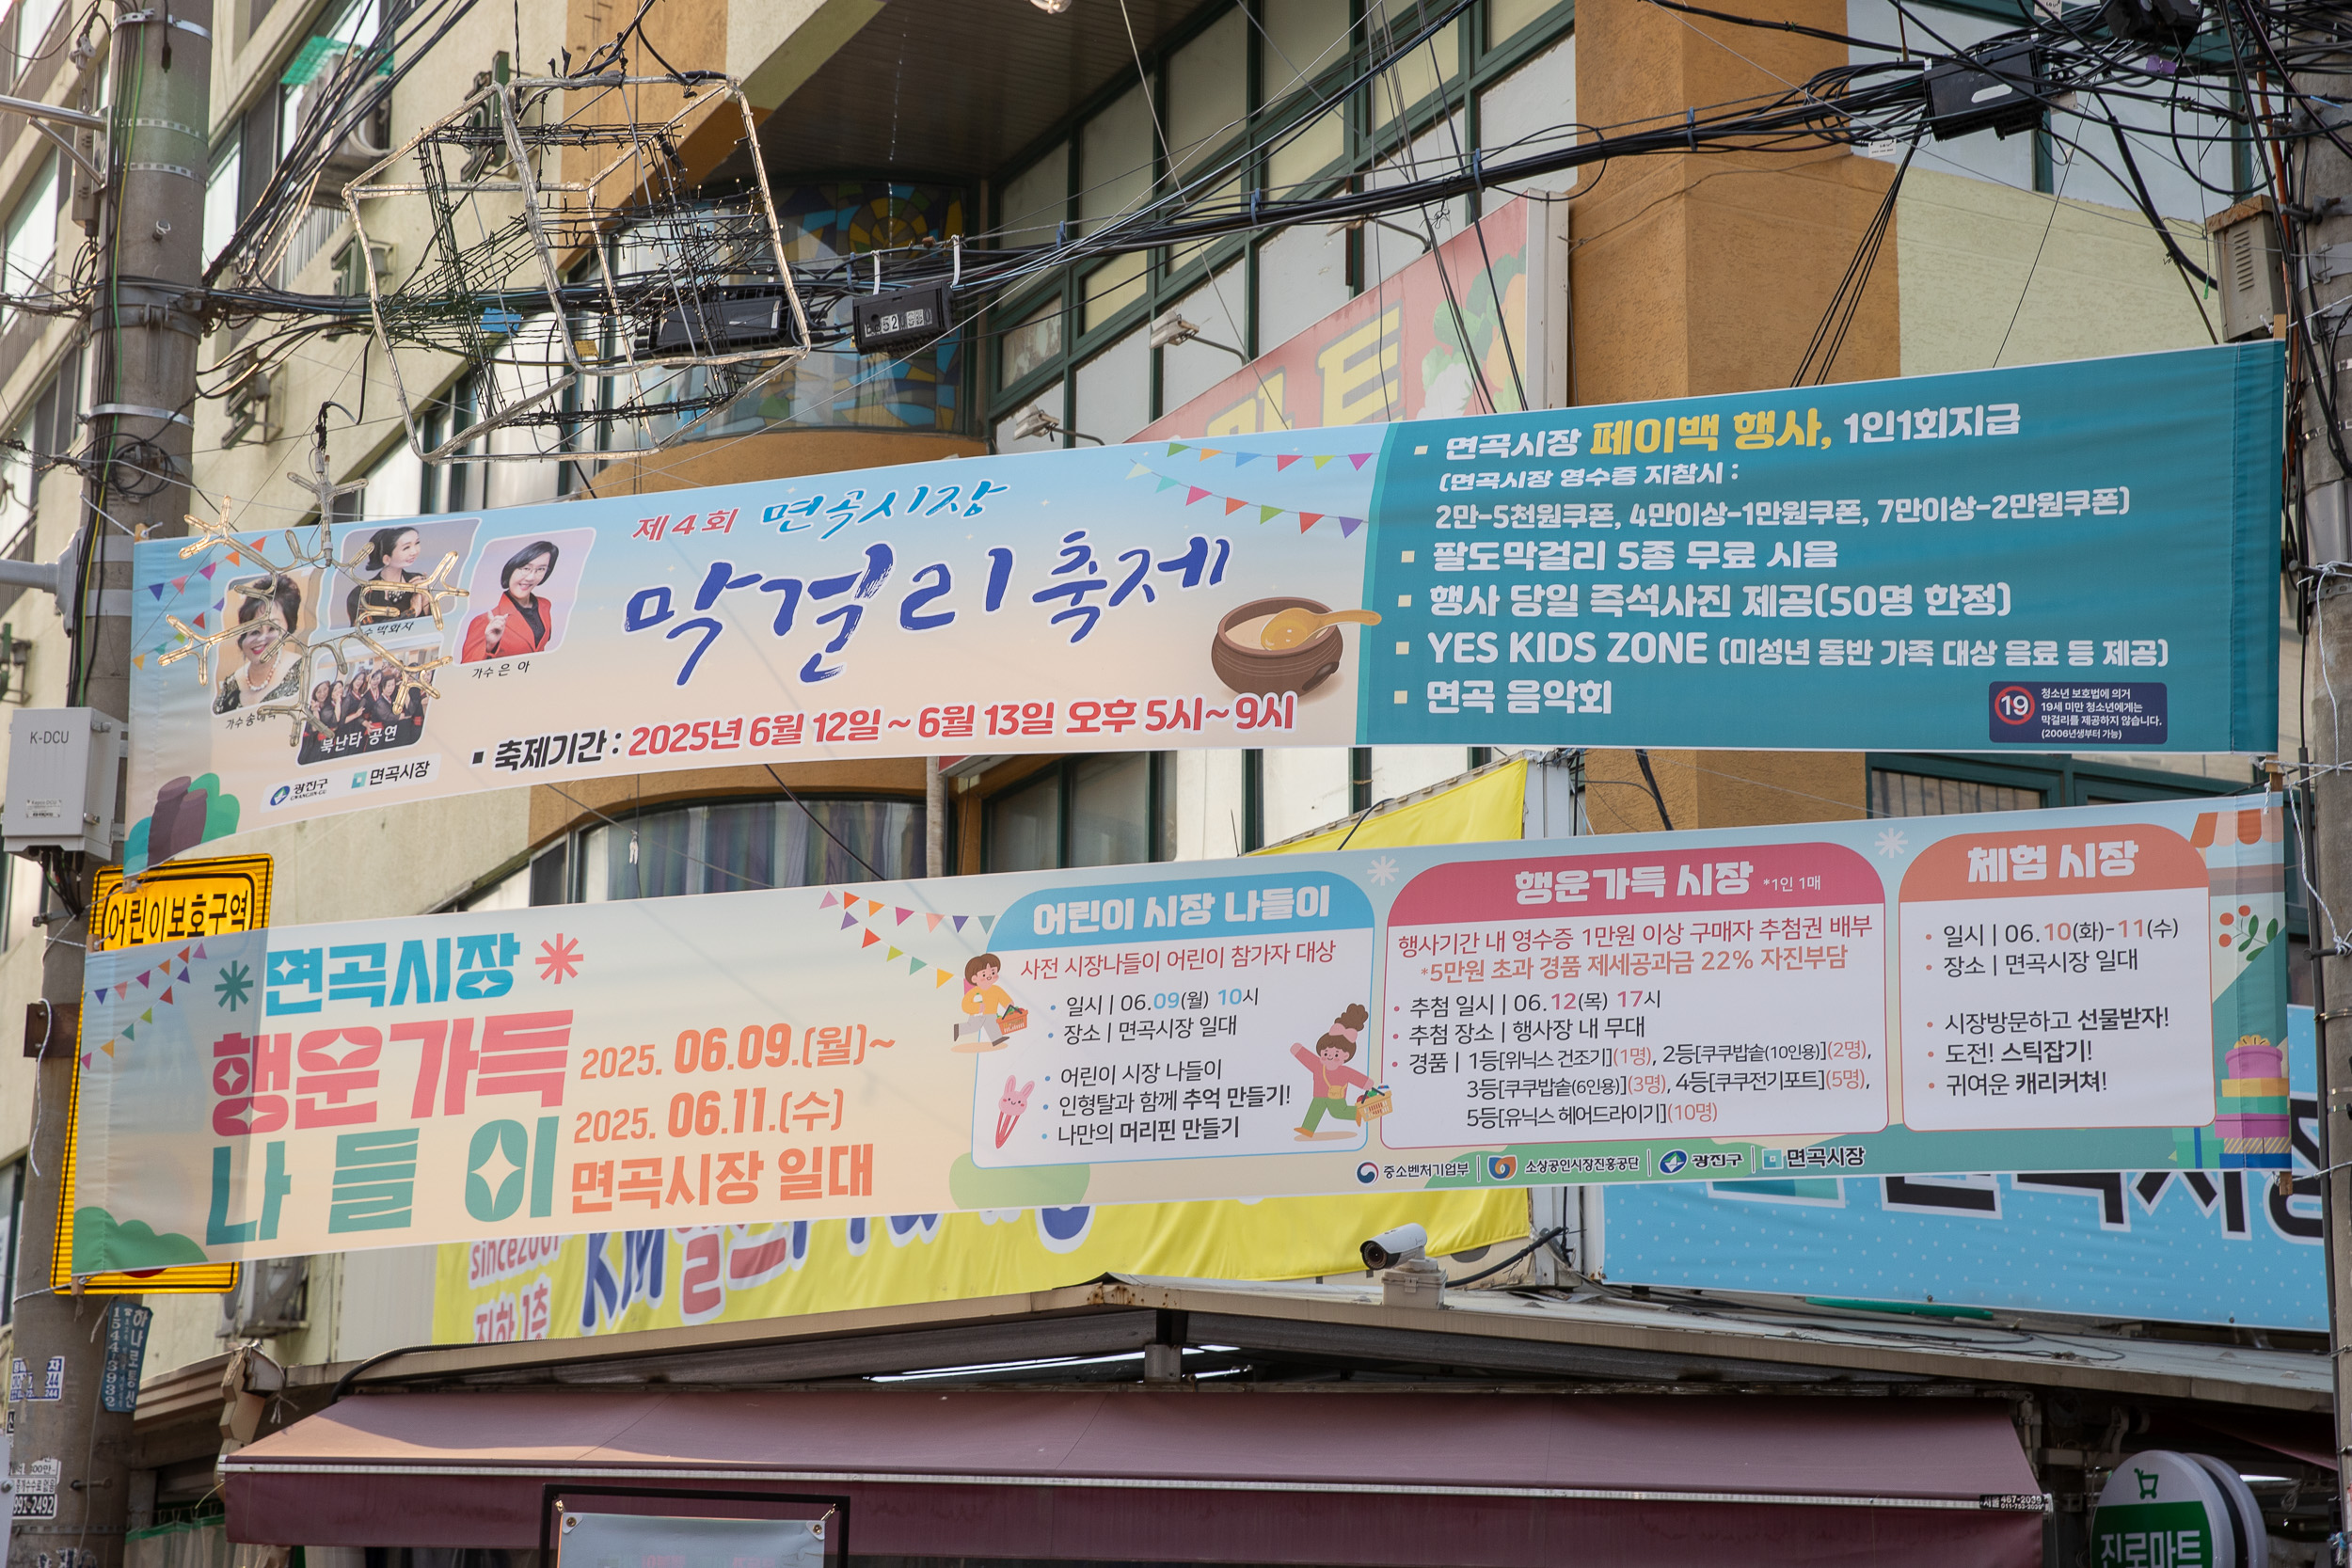 제4회 면곡시장
막걸리 축제
▪ 축제기간 : 2025년 6월 12일 ~ 6월 13일 오후 5시~9시
가수 은 아
북난타 공연
광진구
GWANGJIN-GU
면곡시장
▪ 면곡시장 페이백 행사, 1인1회지급
(면곡시장 영수증 지참시 :
2만-5천원쿠폰, 4만이상-1만원쿠폰, 7만이상-2만원쿠폰)
▪ 팔도막걸리 5종 무료 시음
▪ 행사 당일 즉석사진 제공(50명 한정)
▪ YES KIDS ZONE (미성년 동반 가족 대상 음료 등 제공)
▪ 면곡 음악회
19
청소년 보호법에 의거
19세 미만 청소년에게는
막걸리를 제공하지 않습니다.
(2006년생부터 가능)
K-DCU
어린이보호구역
면곡시장
행운가득
나들이
2025. 06.09.(월)~
2025. 06.11.(수)
면곡시장 일대
어린이 시장 나들이
사전 시장나들이 어린이 참가자 대상
• 일시 | 06.09(월) 10시
• 장소 | 면곡시장 일대
• 어린이 시장 나들이
• 인형탈과 함께 추억 만들기!
• 나만의 머리핀 만들기
행운가득 시장 *1인 1매
행사기간 내 영수증 1만원 이상 구매자 추첨권 배부
*5만원 초과 경품 제세공과금 22% 자진부담
• 추첨 일시 | 06.12(목) 17시
• 추첨 장소 | 행사장 내 무대
• 경품 | 1등[위닉스 건조기](1명), 2등[쿠쿠밥솥(10인용)](2명),
3등[쿠쿠밥솥(6인용)](3명), 4등[쿠쿠전기포트](5명),
5등[유닉스 헤어드라이기](10명)
체험 시장
• 일시 | 06.10(화)-11(수)
• 장소 | 면곡시장 일대
• 시장방문하고 선물받자!
• 도전! 스틱잡기!
• 귀여운 캐리커쳐!
중소벤처기업부
소상공인시장진흥공단
광진구
면곡시장
since2001
지하 1층
KM
하나로통신
1544-3932
991-2492
진로마트